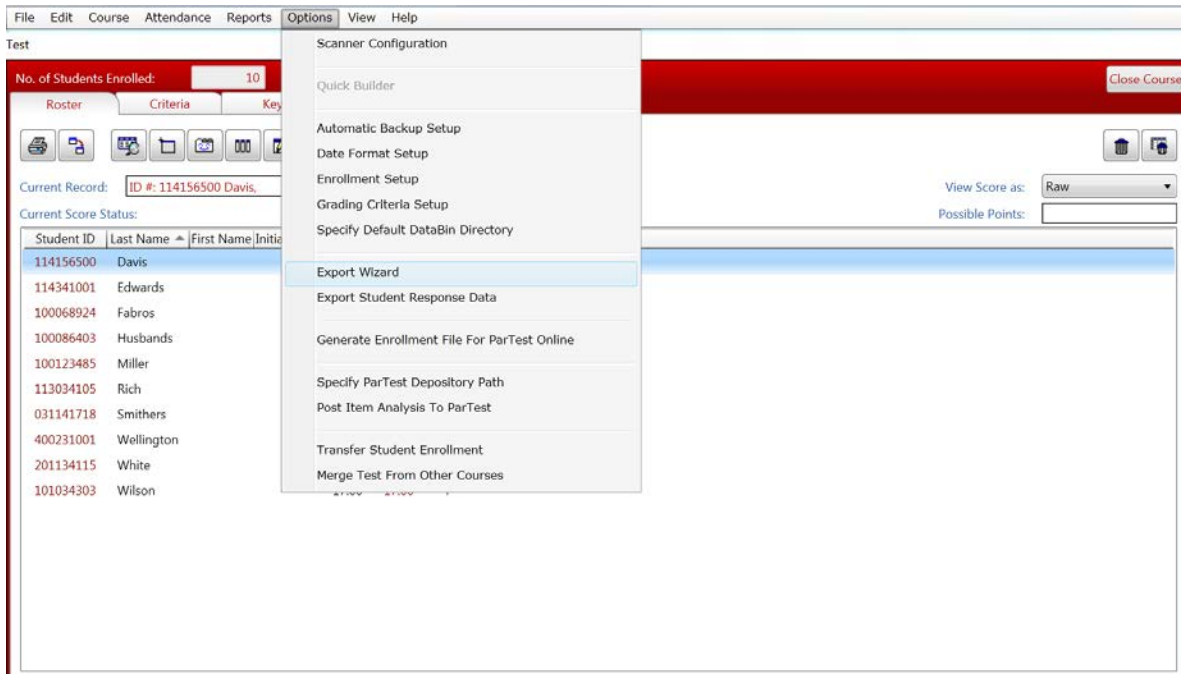 File Edit Course Attendance Reports Options View Help
Test
Scanner Configuration
Quick Builder
Automatic Backup Setup
Date Format Setup
Enrollment Setup
Grading Criteria Setup
Specify Default DataBin Directory
Export Wizard
Export Student Response Data
Generate Enrollment File For ParTest Online
Specify ParTest Depository Path
Post Item Analysis To ParTest
Transfer Student Enrollment
Merge Test From Other Courses
No. of Students Enrolled: 10 Close Course
Roster Criteria Key
Current Record: ID #: 114156500 Davis, View Score as: Raw
Current Score Status: Possible Points:
Student ID Last Name First Name Initia
114156500 Davis
114341001 Edwards
100068924 Fabros
100086403 Husbands
100123485 Miller
113034105 Rich
031141718 Smithers
400231001 Wellington
201134115 White
101034303 Wilson